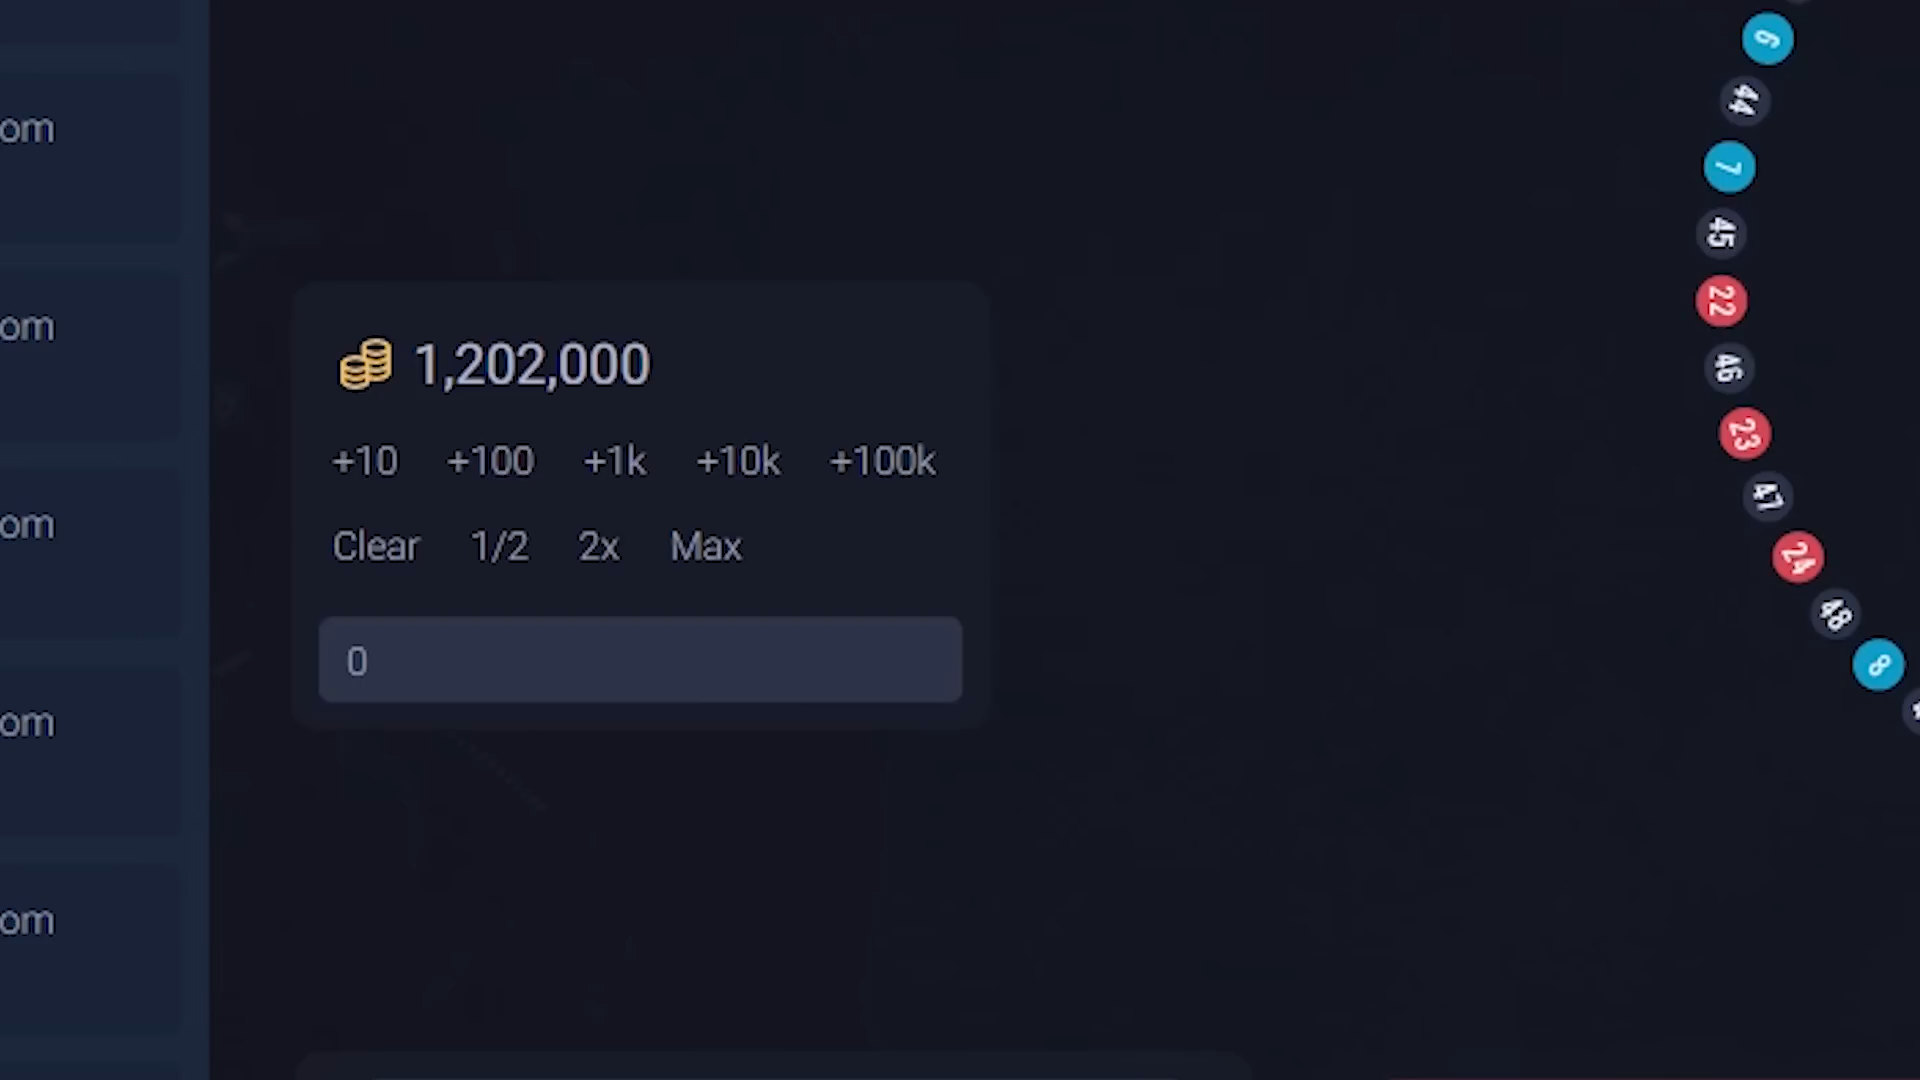 om
om
om
om
om
1,202,000
+10 +100 +1k +10k +100k
Clear 1/2 2x Max
0
6
44
7
45
22
46
23
47
24
48
8